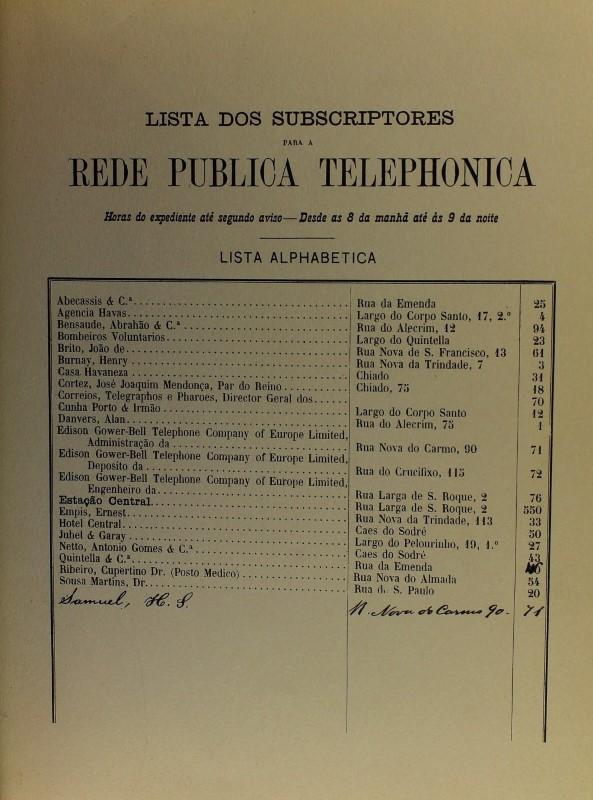 LISTA DOS SUBSCRIPTORES
PARA A
REDE PUBLICA TELEPHONICA
Horas do expediente até segundo aviso—Desde as 8 da manhã até ás 9 da noite
LISTA ALPHABETICA
Abecassis & C.ª Rua da Emenda 25
Agencia Havas Largo do Corpo Santo, 17, 2.º 4
Bensaude, Abrahão & C.ª Rua do Alecrim, 12 94
Bombeiros Voluntarios Largo do Quintella 23
Brito, João de Rua Nova de S. Francisco, 13 61
Burnay, Henry Rua Nova da Trindade, 7 3
Casa Havaneza Chiado 31
Cortez, José Joaquim Mendonça, Par do Reino Chiado, 75 18
Correios, Telegraphos e Pharoes, Director Geral dos 70
Cunha Porto & Irmão Largo do Corpo Santo 12
Danvers, Alan Rua do Alecrim, 75 1
Edison Gower-Bell Telephone Company of Europe Limited,
Administração da Rua Nova do Carmo, 90 71
Edison Gower-Bell Telephone Company of Europe Limited,
Deposito da Rua do Crucifixo, 115 72
Edison Gower-Bell Telephone Company of Europe Limited,
Engenheiro da Rua Larga de S. Roque, 2 76
Estação Central Rua Larga de S. Roque, 2 550
Empis, Ernest Rua Nova da Trindade, 113 33
Hotel Central Caes do Sodré 50
Juhel & Garay Largo do Pelourinho, 19, 1.º 27
Netto, Antonio Gomes & C.ª Caes do Sodré 43
Quintella & C.ª Rua da Emenda
Ribeiro, Cupertino Dr. (Posto Medico) Rua Nova do Almada 54
Sousa Martins, Dr. Rua de S. Paulo 20
Samuel, H. S. R. Nova do Carmo 90. 71